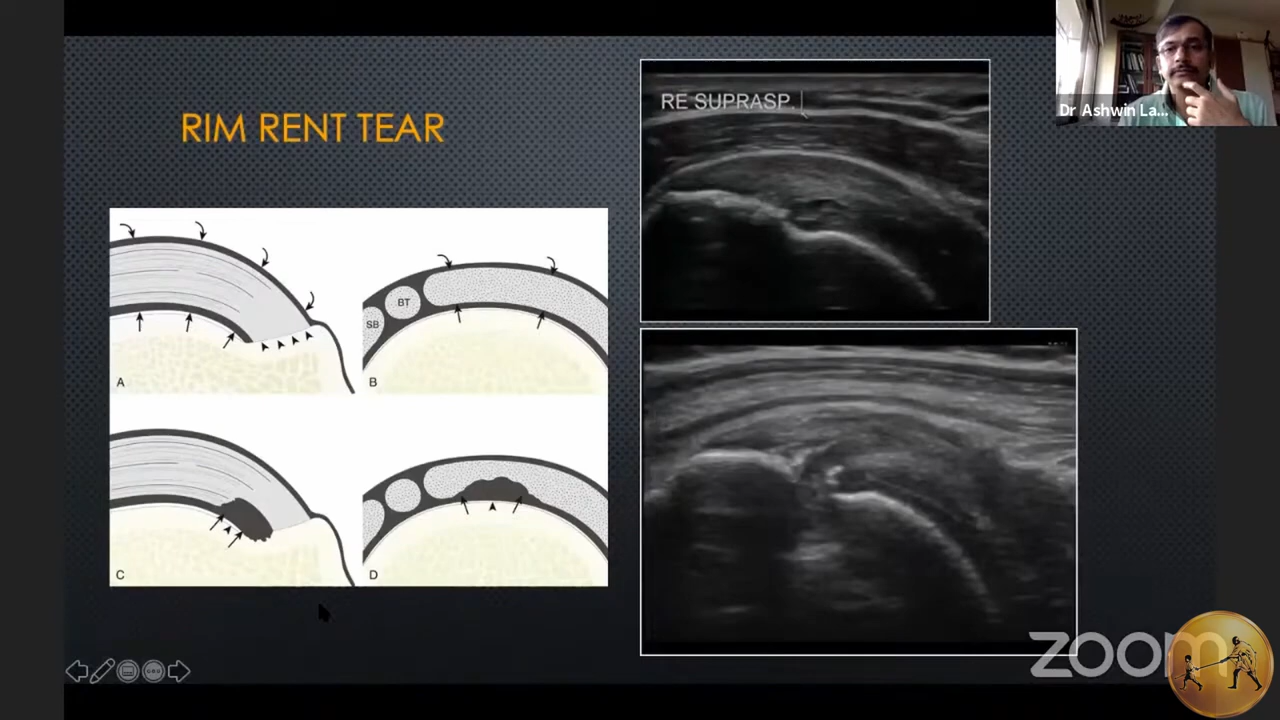 RIM RENT TEAR
RE SUPRASP.
Dr Ashwin La...
A
BT
SB
B
C
D
zoom